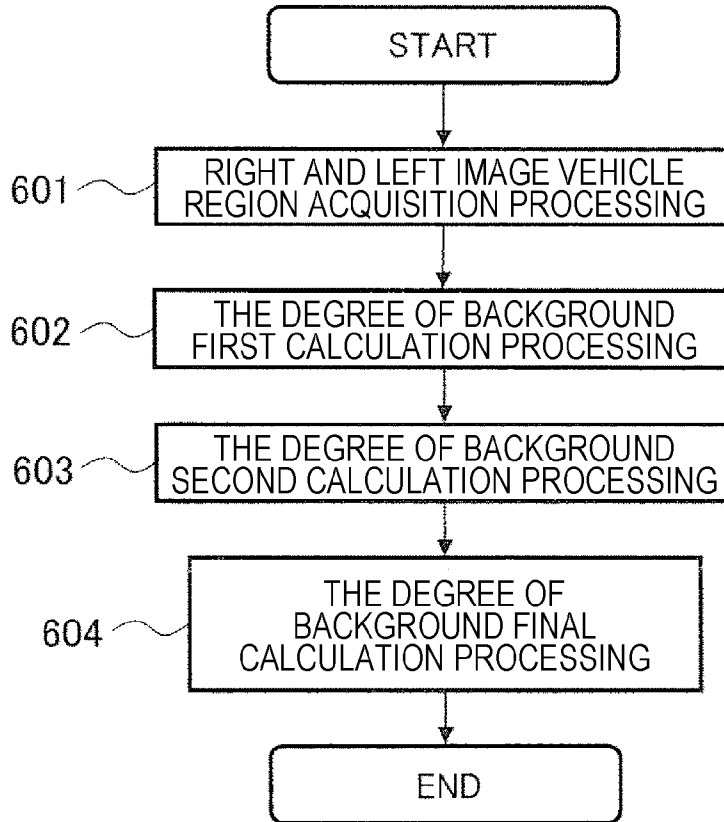 START
601
RIGHT AND LEFT IMAGE VEHICLE
REGION ACQUISITION PROCESSING
602
THE DEGREE OF BACKGROUND
FIRST CALCULATION PROCESSING
603
THE DEGREE OF BACKGROUND
SECOND CALCULATION PROCESSING
604
THE DEGREE OF
BACKGROUND FINAL
CALCULATION PROCESSING
END